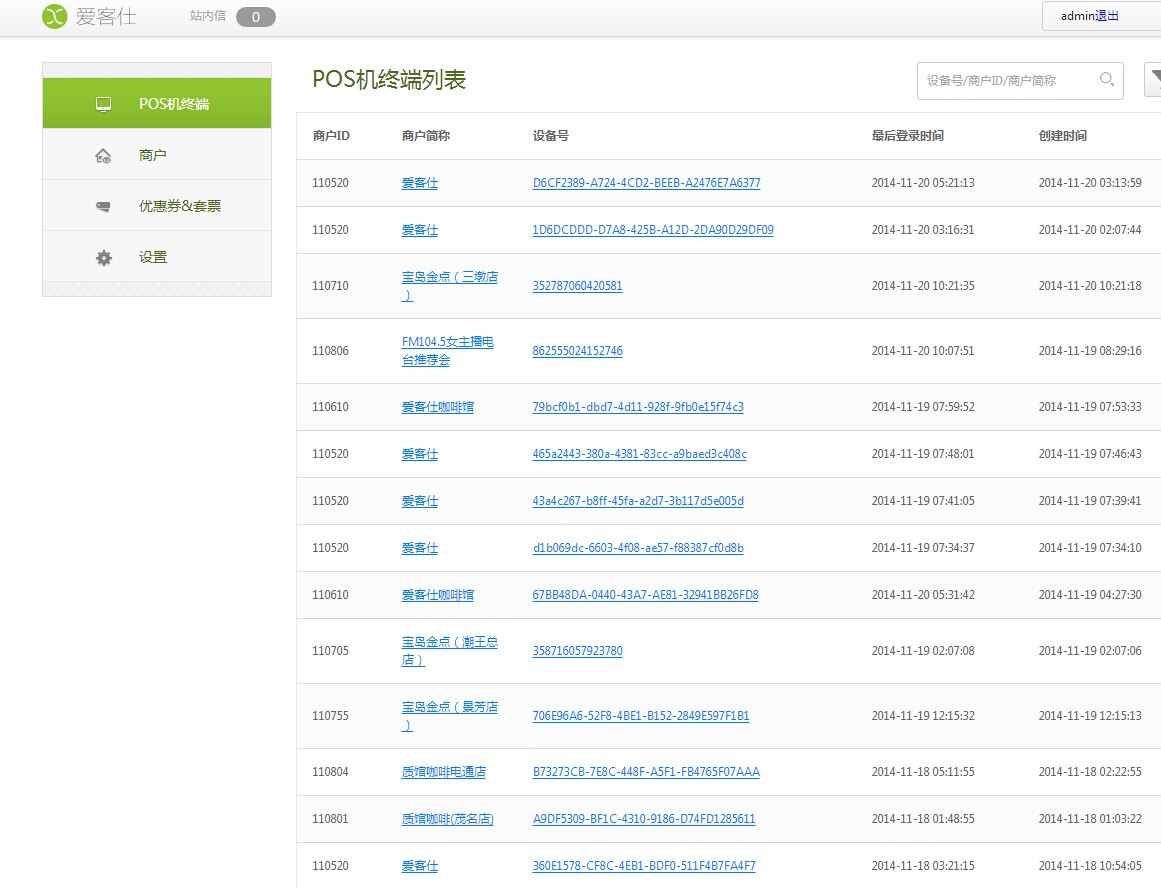 爱客仕 站内信 0 admin退出
POS机终端
商户
优惠券&套票
设置
POS机终端列表
设备号/商户ID/商户简称
商户ID 商户简称 设备号 最后登录时间 创建时间
110520 爱客仕 D6CF2389-A724-4CD2-BEEB-A2476E7A6377 2014-11-20 05:21:13 2014-11-20 03:13:59
110520 爱客仕 1D6DCDDD-D7A8-425B-A12D-2DA90D29DF09 2014-11-20 03:16:31 2014-11-20 02:07:44
110710 宝岛金点（三墩店 352787060420581 2014-11-20 10:21:35 2014-11-20 10:21:18
）
110806 FM104.5女主播电 862555024152746 2014-11-20 10:07:51 2014-11-19 08:29:16
台推荐会
110610 爱客仕咖啡馆 79bcf0b1-dbd7-4d11-928f-9fb0e15f74c3 2014-11-19 07:59:52 2014-11-19 07:53:33
110520 爱客仕 465a2443-380a-4381-83cc-a9baed3c408c 2014-11-19 07:48:01 2014-11-19 07:46:43
110520 爱客仕 43a4c267-b8ff-45fa-a2d7-3b117d5e005d 2014-11-19 07:41:05 2014-11-19 07:39:41
110520 爱客仕 d1b069dc-6603-4f08-ae57-f88387cf0d8b 2014-11-19 07:34:37 2014-11-19 07:34:10
110610 爱客仕咖啡馆 67BB48DA-0440-43A7-AE81-32941BB26FD8 2014-11-20 05:31:42 2014-11-19 04:27:30
110705 宝岛金点（潮王总 358716057923780 2014-11-19 02:07:08 2014-11-19 02:07:06
店）
110755 宝岛金点（景芳店 706E96A6-52F8-4BE1-B152-2849E597F1B1 2014-11-19 12:15:32 2014-11-19 12:15:13
）
110804 质馆咖啡电通店 B73273CB-7E8C-448F-A5F1-FB4765F07AAA 2014-11-18 05:11:55 2014-11-18 02:22:55
110801 质馆咖啡(茂名店) A9DF5309-BF1C-4310-9186-D74FD1285611 2014-11-18 01:48:55 2014-11-18 01:03:22
110520 爱客仕 360E1578-CF8C-4EB1-BDF0-511F4B7FA4F7 2014-11-18 03:21:15 2014-11-18 10:54:05